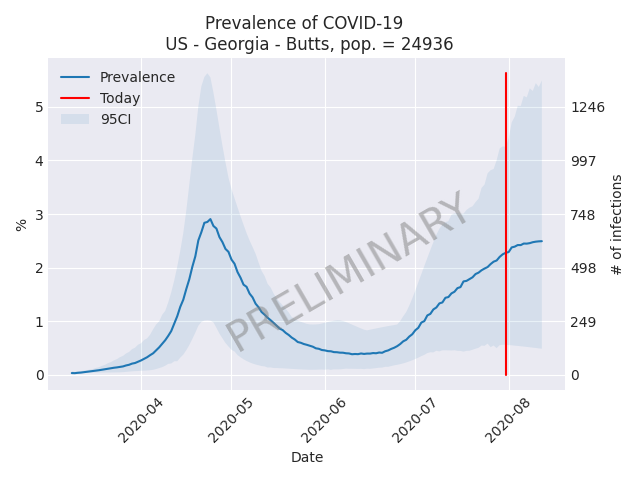 Prevalence of COVID-19
US - Georgia - Butts, pop. = 24936
Prevalence
Today
95CI
5
4
3
2
1
0
%
1246
997
748
498
249
0
# of infections
PRELIMINARY
2020-04
2020-05
2020-06
2020-07
2020-08
Date